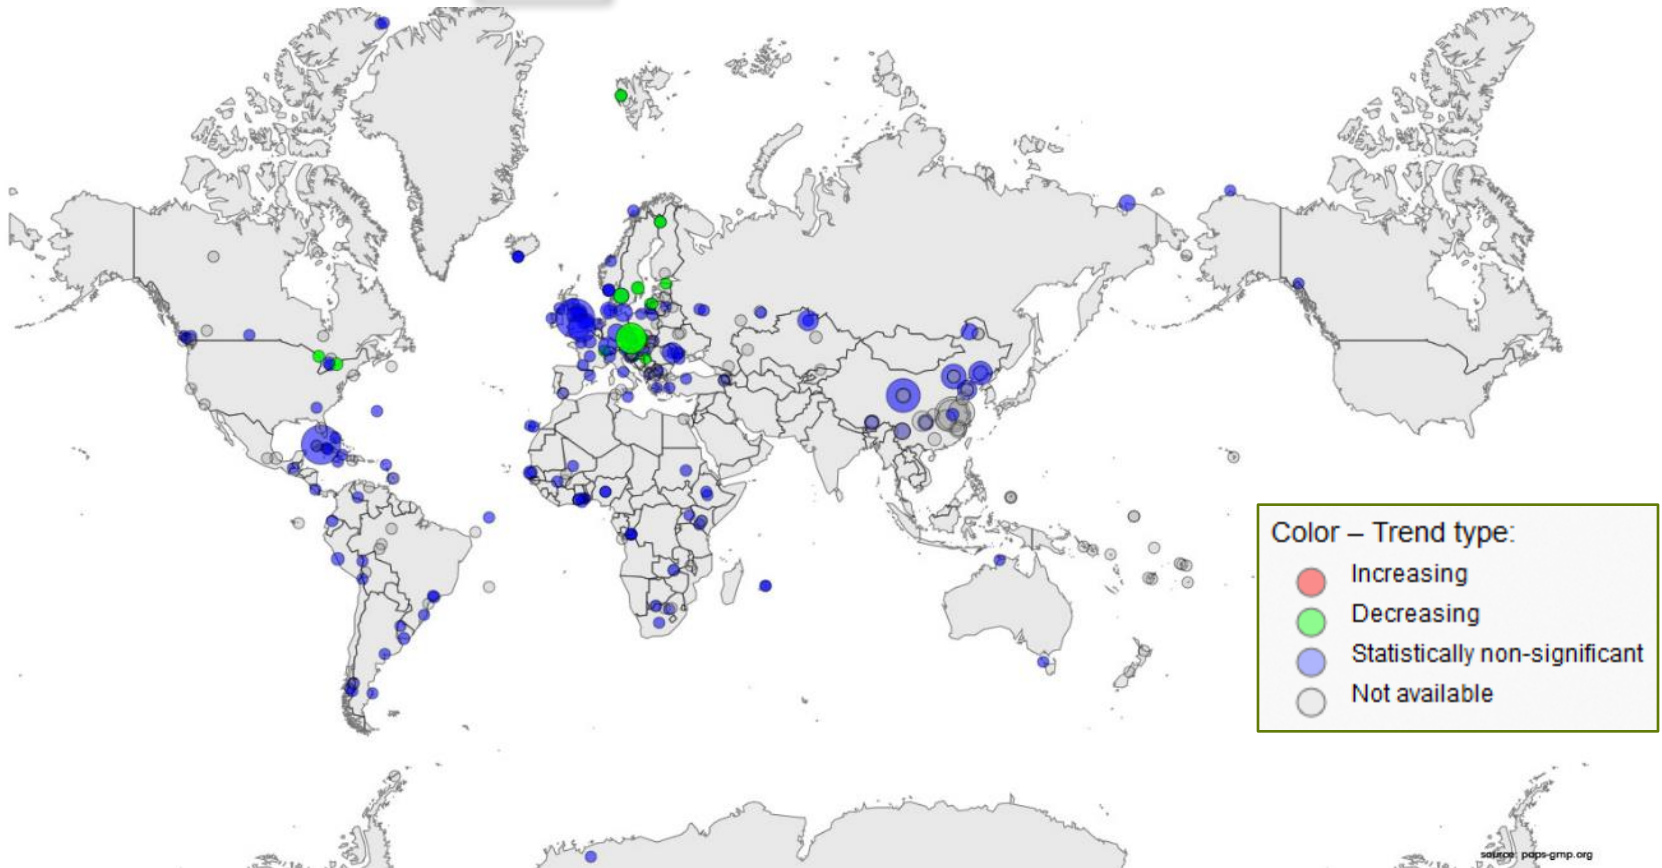 Color – Trend type:
Increasing
Decreasing
Statistically non-significant
Not available
source: pops-gmp.org